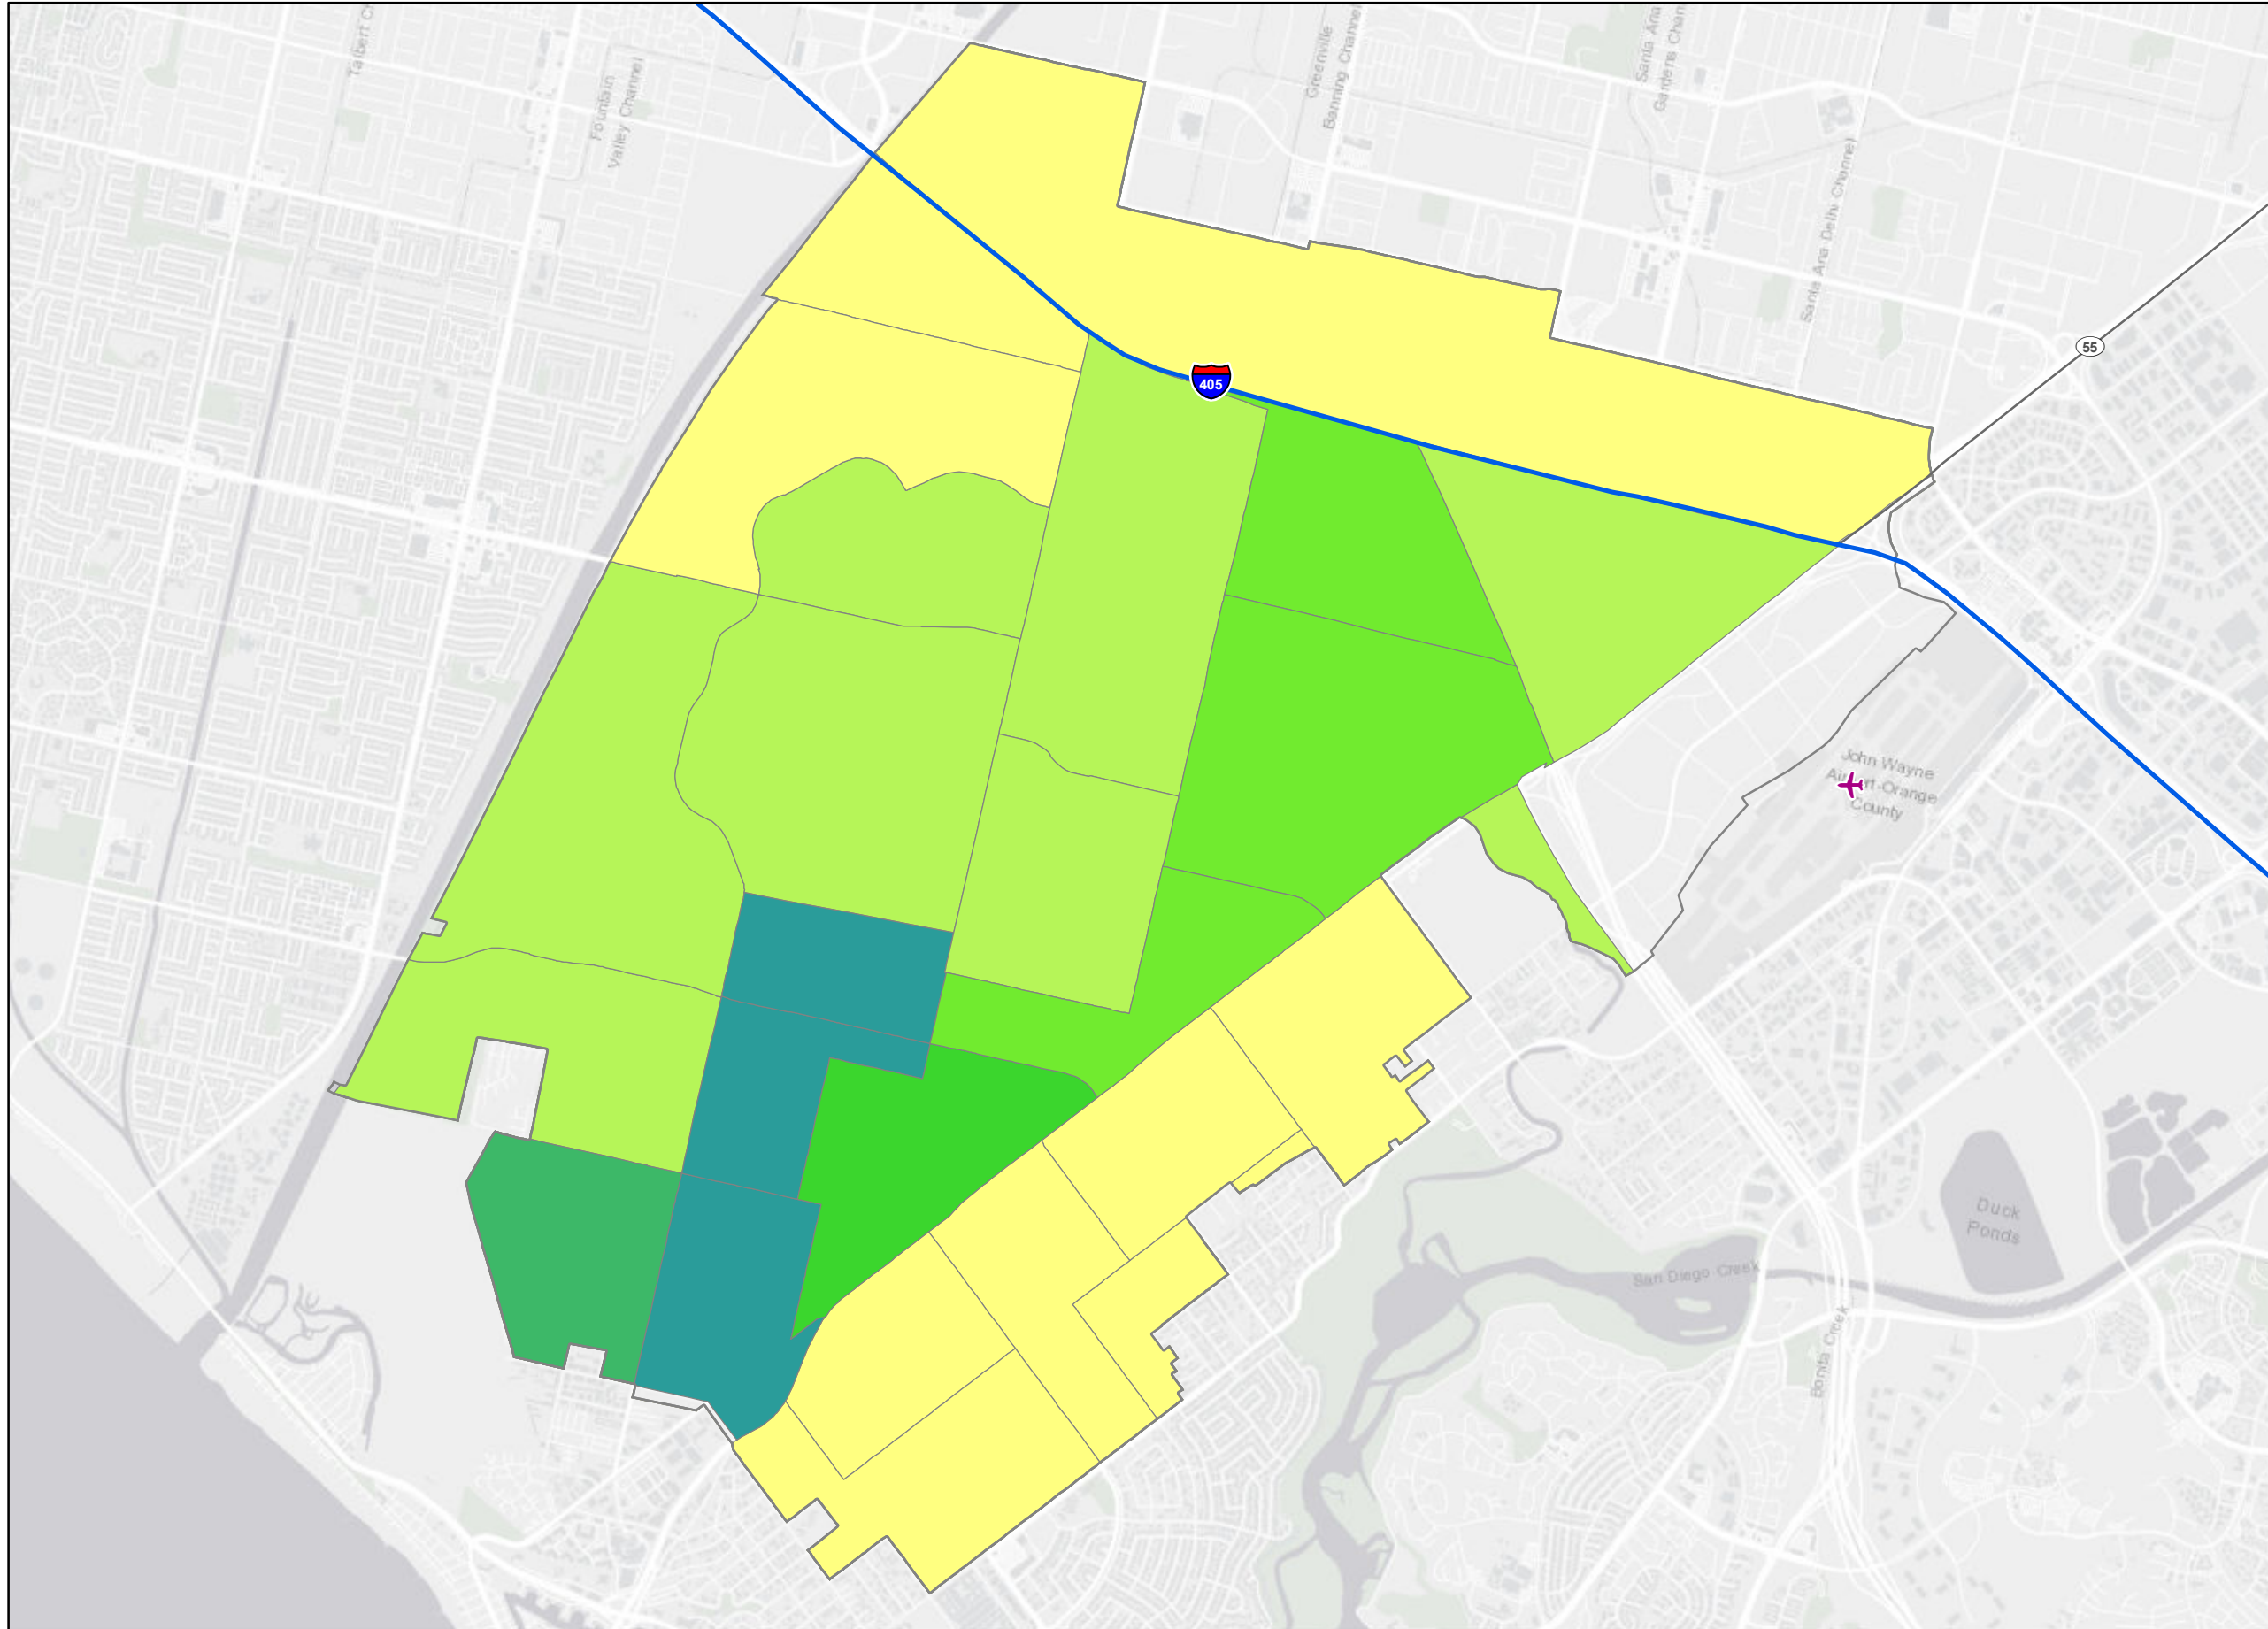 Talbert C
Fountain
Valley Channel
Greenville
Banning Channel
Santa Ana
Gardens Chan
Santa Ana Delhi Channel
55
405
John Wayne
Airport-Orange
County
Duck
Ponds
San Diego Creek
Bonita Creek